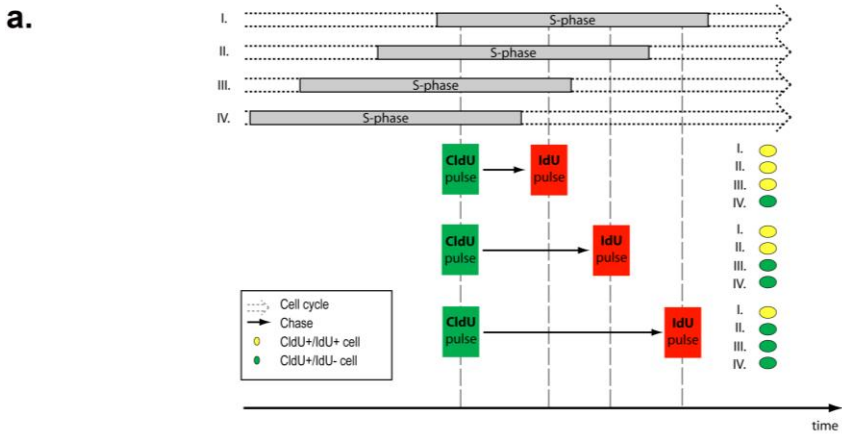 a.
I. S-phase
II. S-phase
III. S-phase
IV. S-phase
CldU
pulse
IdU
pulse
I.
II.
III.
IV.
CldU
pulse
IdU
pulse
I.
II.
III.
IV.
CldU
pulse
IdU
pulse
I.
II.
III.
IV.
Cell cycle
Chase
CldU+/IdU+ cell
CldU+/IdU- cell
time